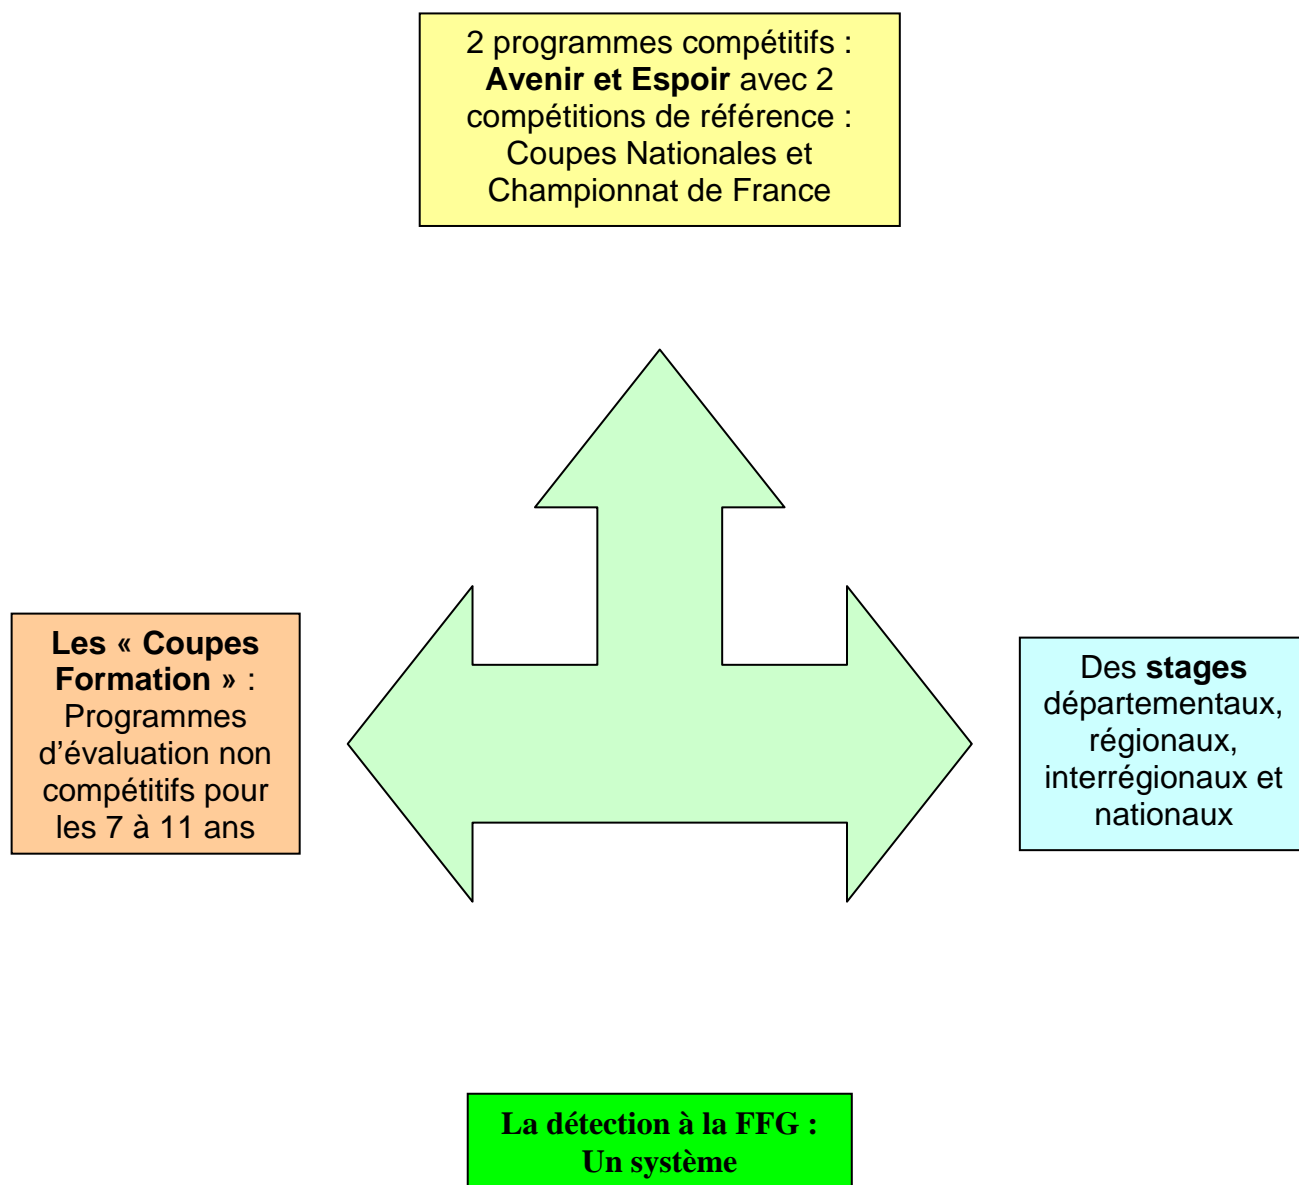 2 programmes compétitifs :
Avenir et Espoir avec 2
compétitions de référence :
Coupes Nationales et
Championnat de France
Les « Coupes
Formation » :
Programmes
d’évaluation non
compétitifs pour
les 7 à 11 ans
Des stages
départementaux,
régionaux,
interrégionaux et
nationaux
La détection à la FFG :
Un système